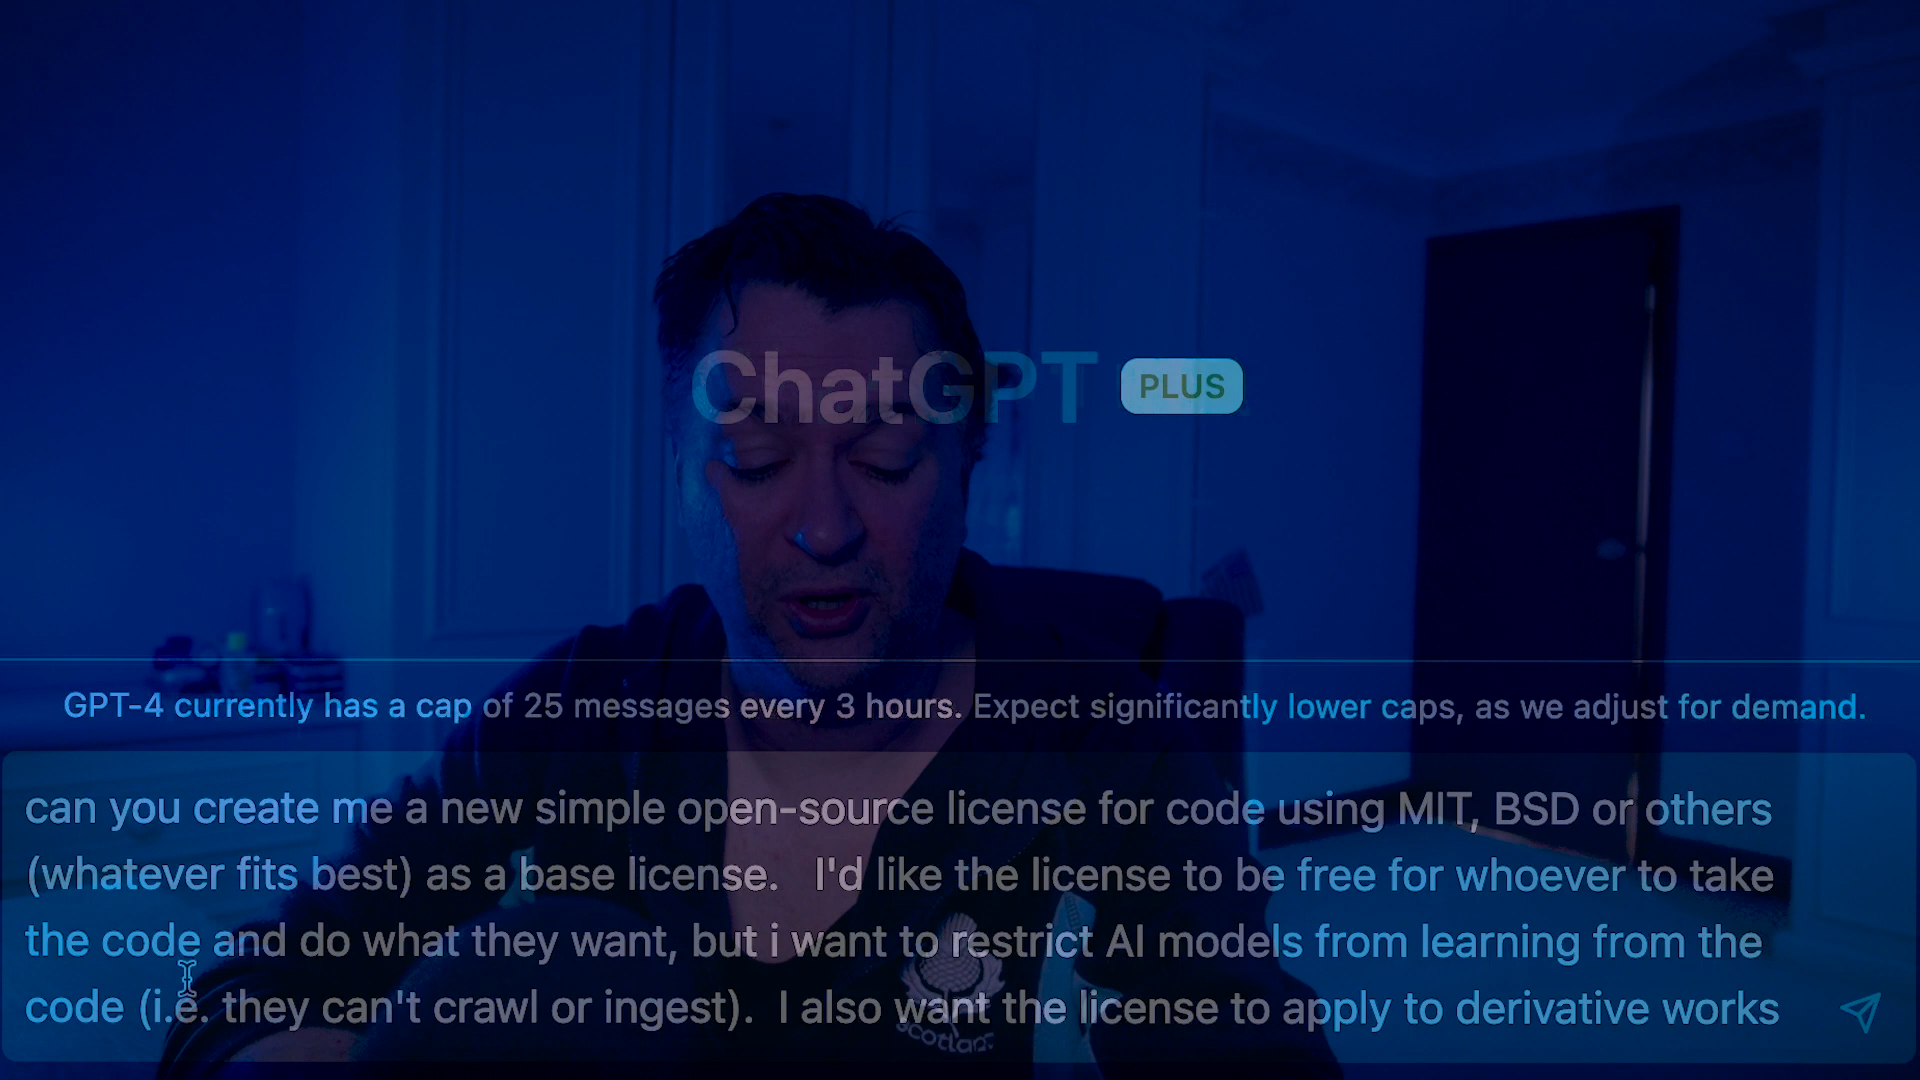 ChatGPT PLUS
GPT-4 currently has a cap of 25 messages every 3 hours. Expect significantly lower caps, as we adjust for demand.
can you create me a new simple open-source license for code using MIT, BSD or others
(whatever fits best) as a base license.   I'd like the license to be free for whoever to take
the code and do what they want, but i want to restrict AI models from learning from the
code (i.e. they can't crawl or ingest).  I also want the license to apply to derivative works
Scotland